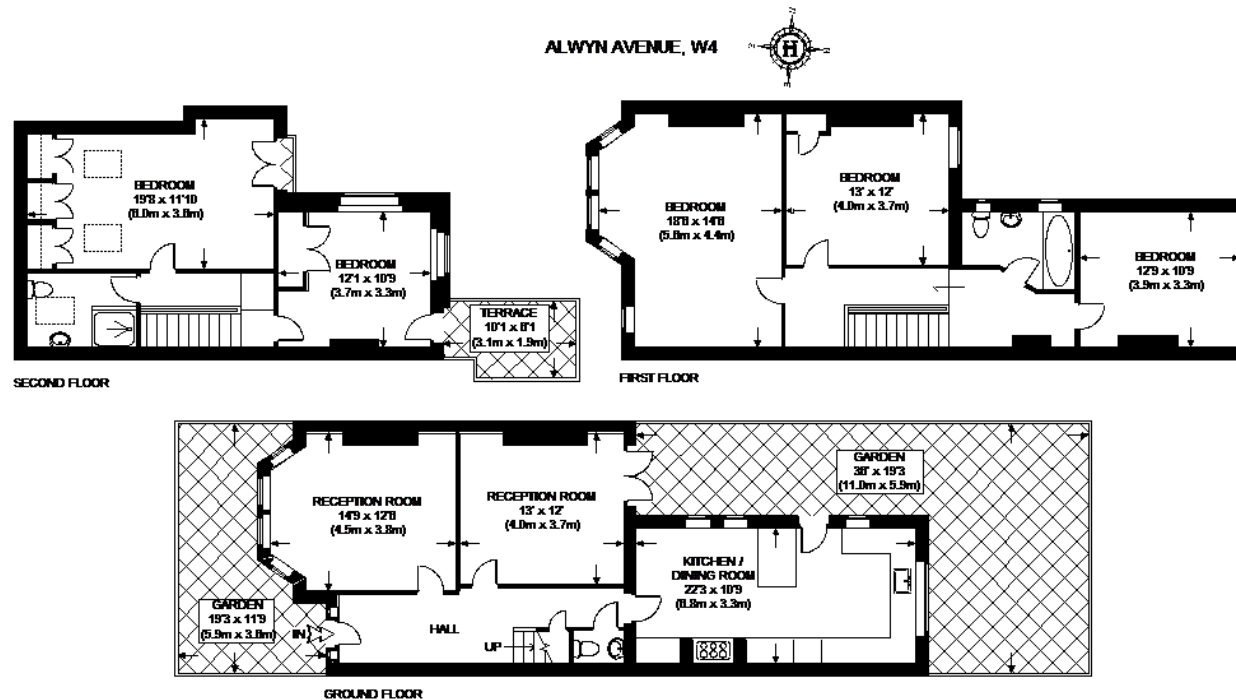 ALWYN AVENUE, W4
H
BEDROOM
19'8 x 11'10
(6.0m x 3.6m)
BEDROOM
12'1 x 10'9
(3.7m x 3.3m)
TERRACE
10'1 x 6'1
(3.1m x 1.9m)
SECOND FLOOR
BEDROOM
18'8 x 14'6
(5.8m x 4.4m)
BEDROOM
13' x 12'
(4.0m x 3.7m)
BEDROOM
12'9 x 10'9
(3.9m x 3.3m)
FIRST FLOOR
RECEPTION ROOM
14'9 x 12'6
(4.5m x 3.8m)
RECEPTION ROOM
13' x 12'
(4.0m x 3.7m)
GARDEN
36' x 19'3
(11.0m x 5.9m)
KITCHEN /
DINING ROOM
22'3 x 10'9
(6.8m x 3.3m)
GARDEN
19'3 x 11'9
(5.9m x 3.6m)
IN
HALL
UP
GROUND FLOOR